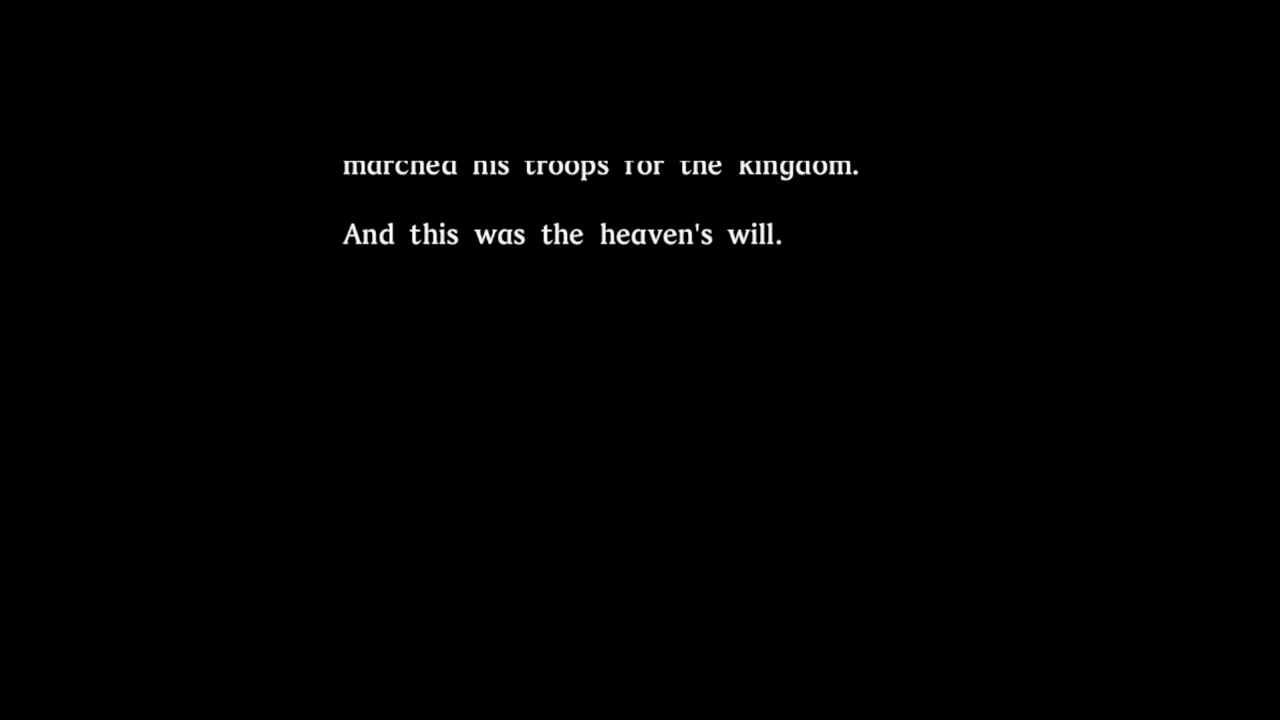 marched his troops for the kingdom.
And this was the heaven's will.